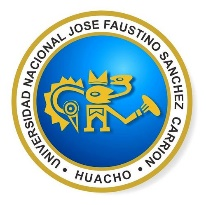 UNIVERSIDAD NACIONAL JOSE FAUSTINO SANCHEZ CARRION
• HUACHO •